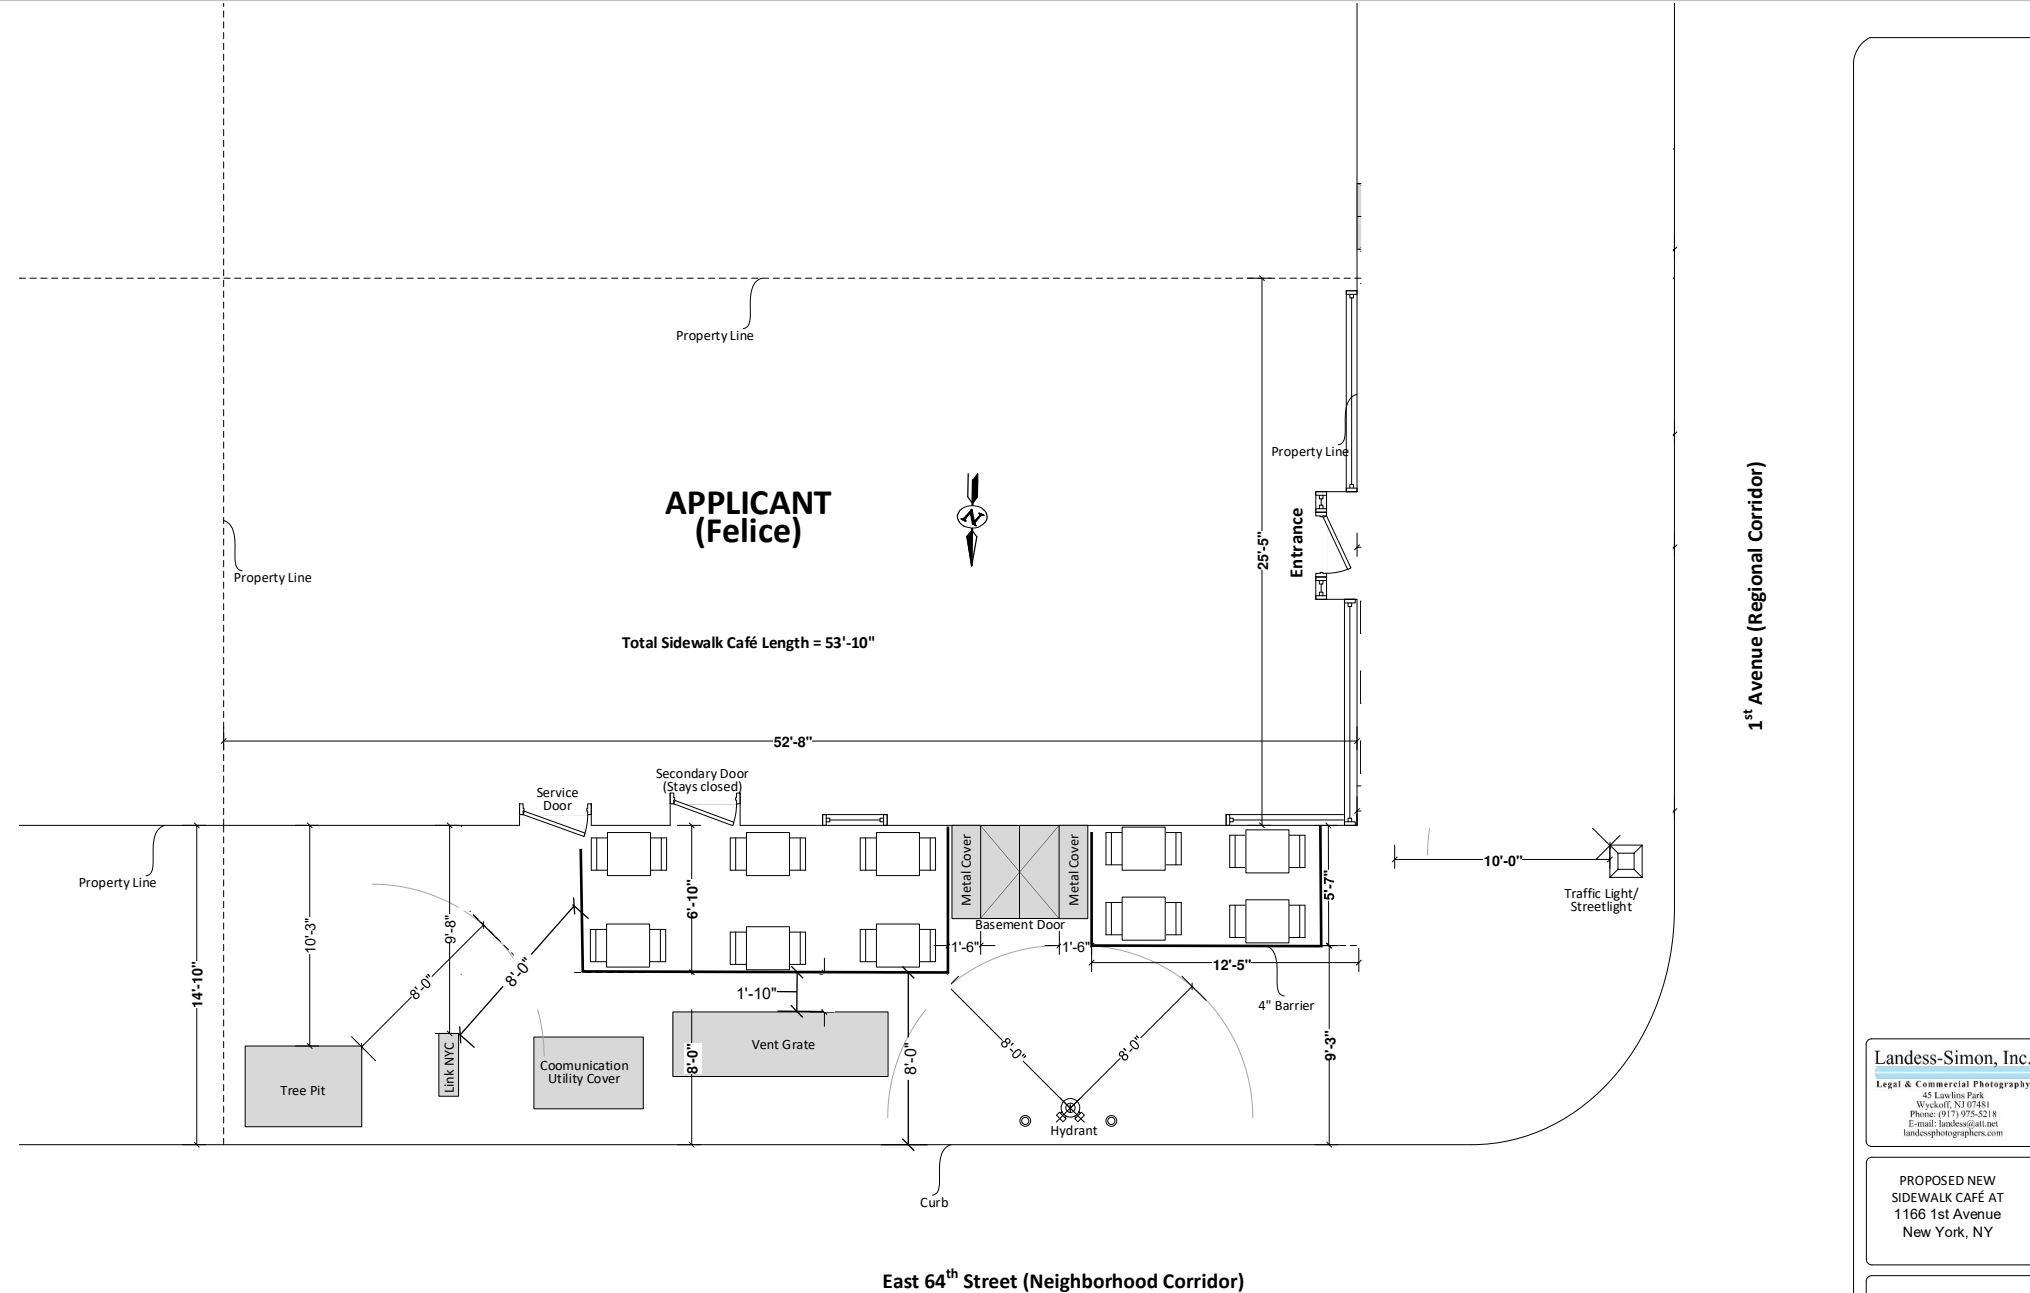 Property Line
Property Line
APPLICANT
(Felice)
N
25'-5"
Entrance
1st Avenue (Regional Corridor)
Property Line
Total Sidewalk Café Length = 53'-10"
52'-8"
Secondary Door
(Stays closed)
Service
Door
Property Line
14'-10"
10'-3"
9'-8"
8'-0"
8'-0"
6'-10"
Metal Cover
Metal Cover
Basement Door
1'-6"
1'-6"
5'-7"
10'-0"
Traffic Light/
Streetlight
12'-5"
4" Barrier
1'-10"
Vent Grate
8'-0"
8'-0"
8'-0"
8'-0"
9'-3"
Tree Pit
Link NYC
Coomunication
Utility Cover
Hydrant
Curb
East 64th Street (Neighborhood Corridor)
Landess-Simon, Inc.
Legal & Commercial Photography
45 Lawlins Park
Wyckoff, NJ 07481
Phone: (917) 975-5218
E-mail: landess@att.net
landessphotographers.com
PROPOSED NEW
SIDEWALK CAFÉ AT
1166 1st Avenue
New York, NY